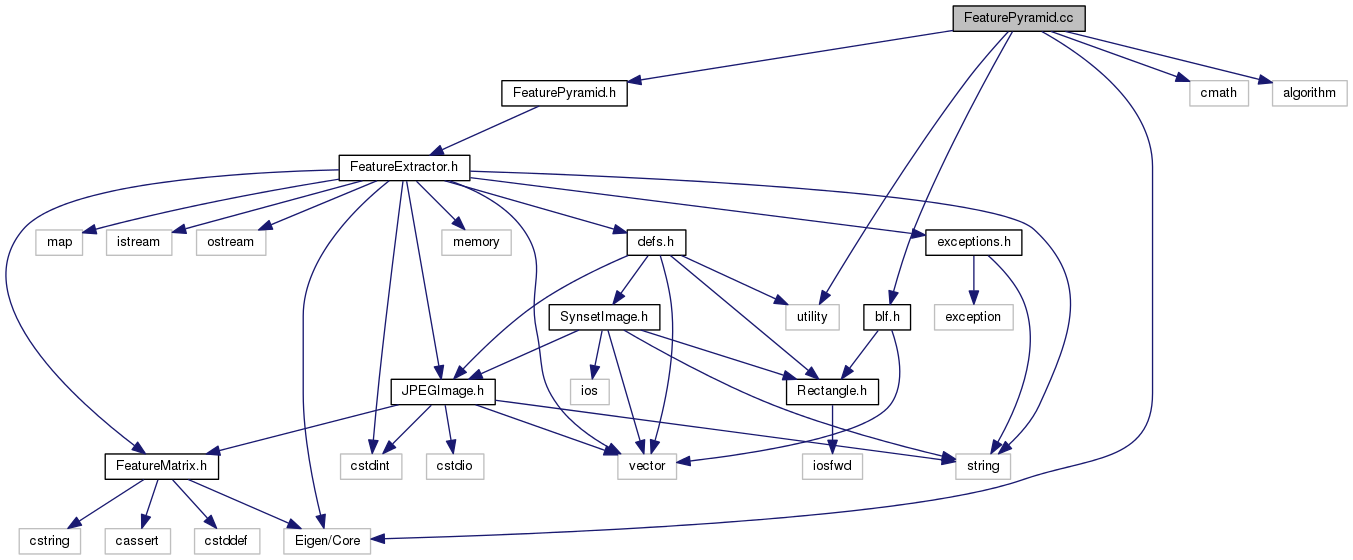 FeaturePyramid.cc
FeaturePyramid.h
cmath
algorithm
FeatureExtractor.h
map
istream
ostream
memory
defs.h
exceptions.h
SynsetImage.h
utility
blf.h
exception
JPEGImage.h
ios
Rectangle.h
FeatureMatrix.h
cstdint
cstdio
vector
iosfwd
string
cstring
cassert
cstddef
Eigen/Core